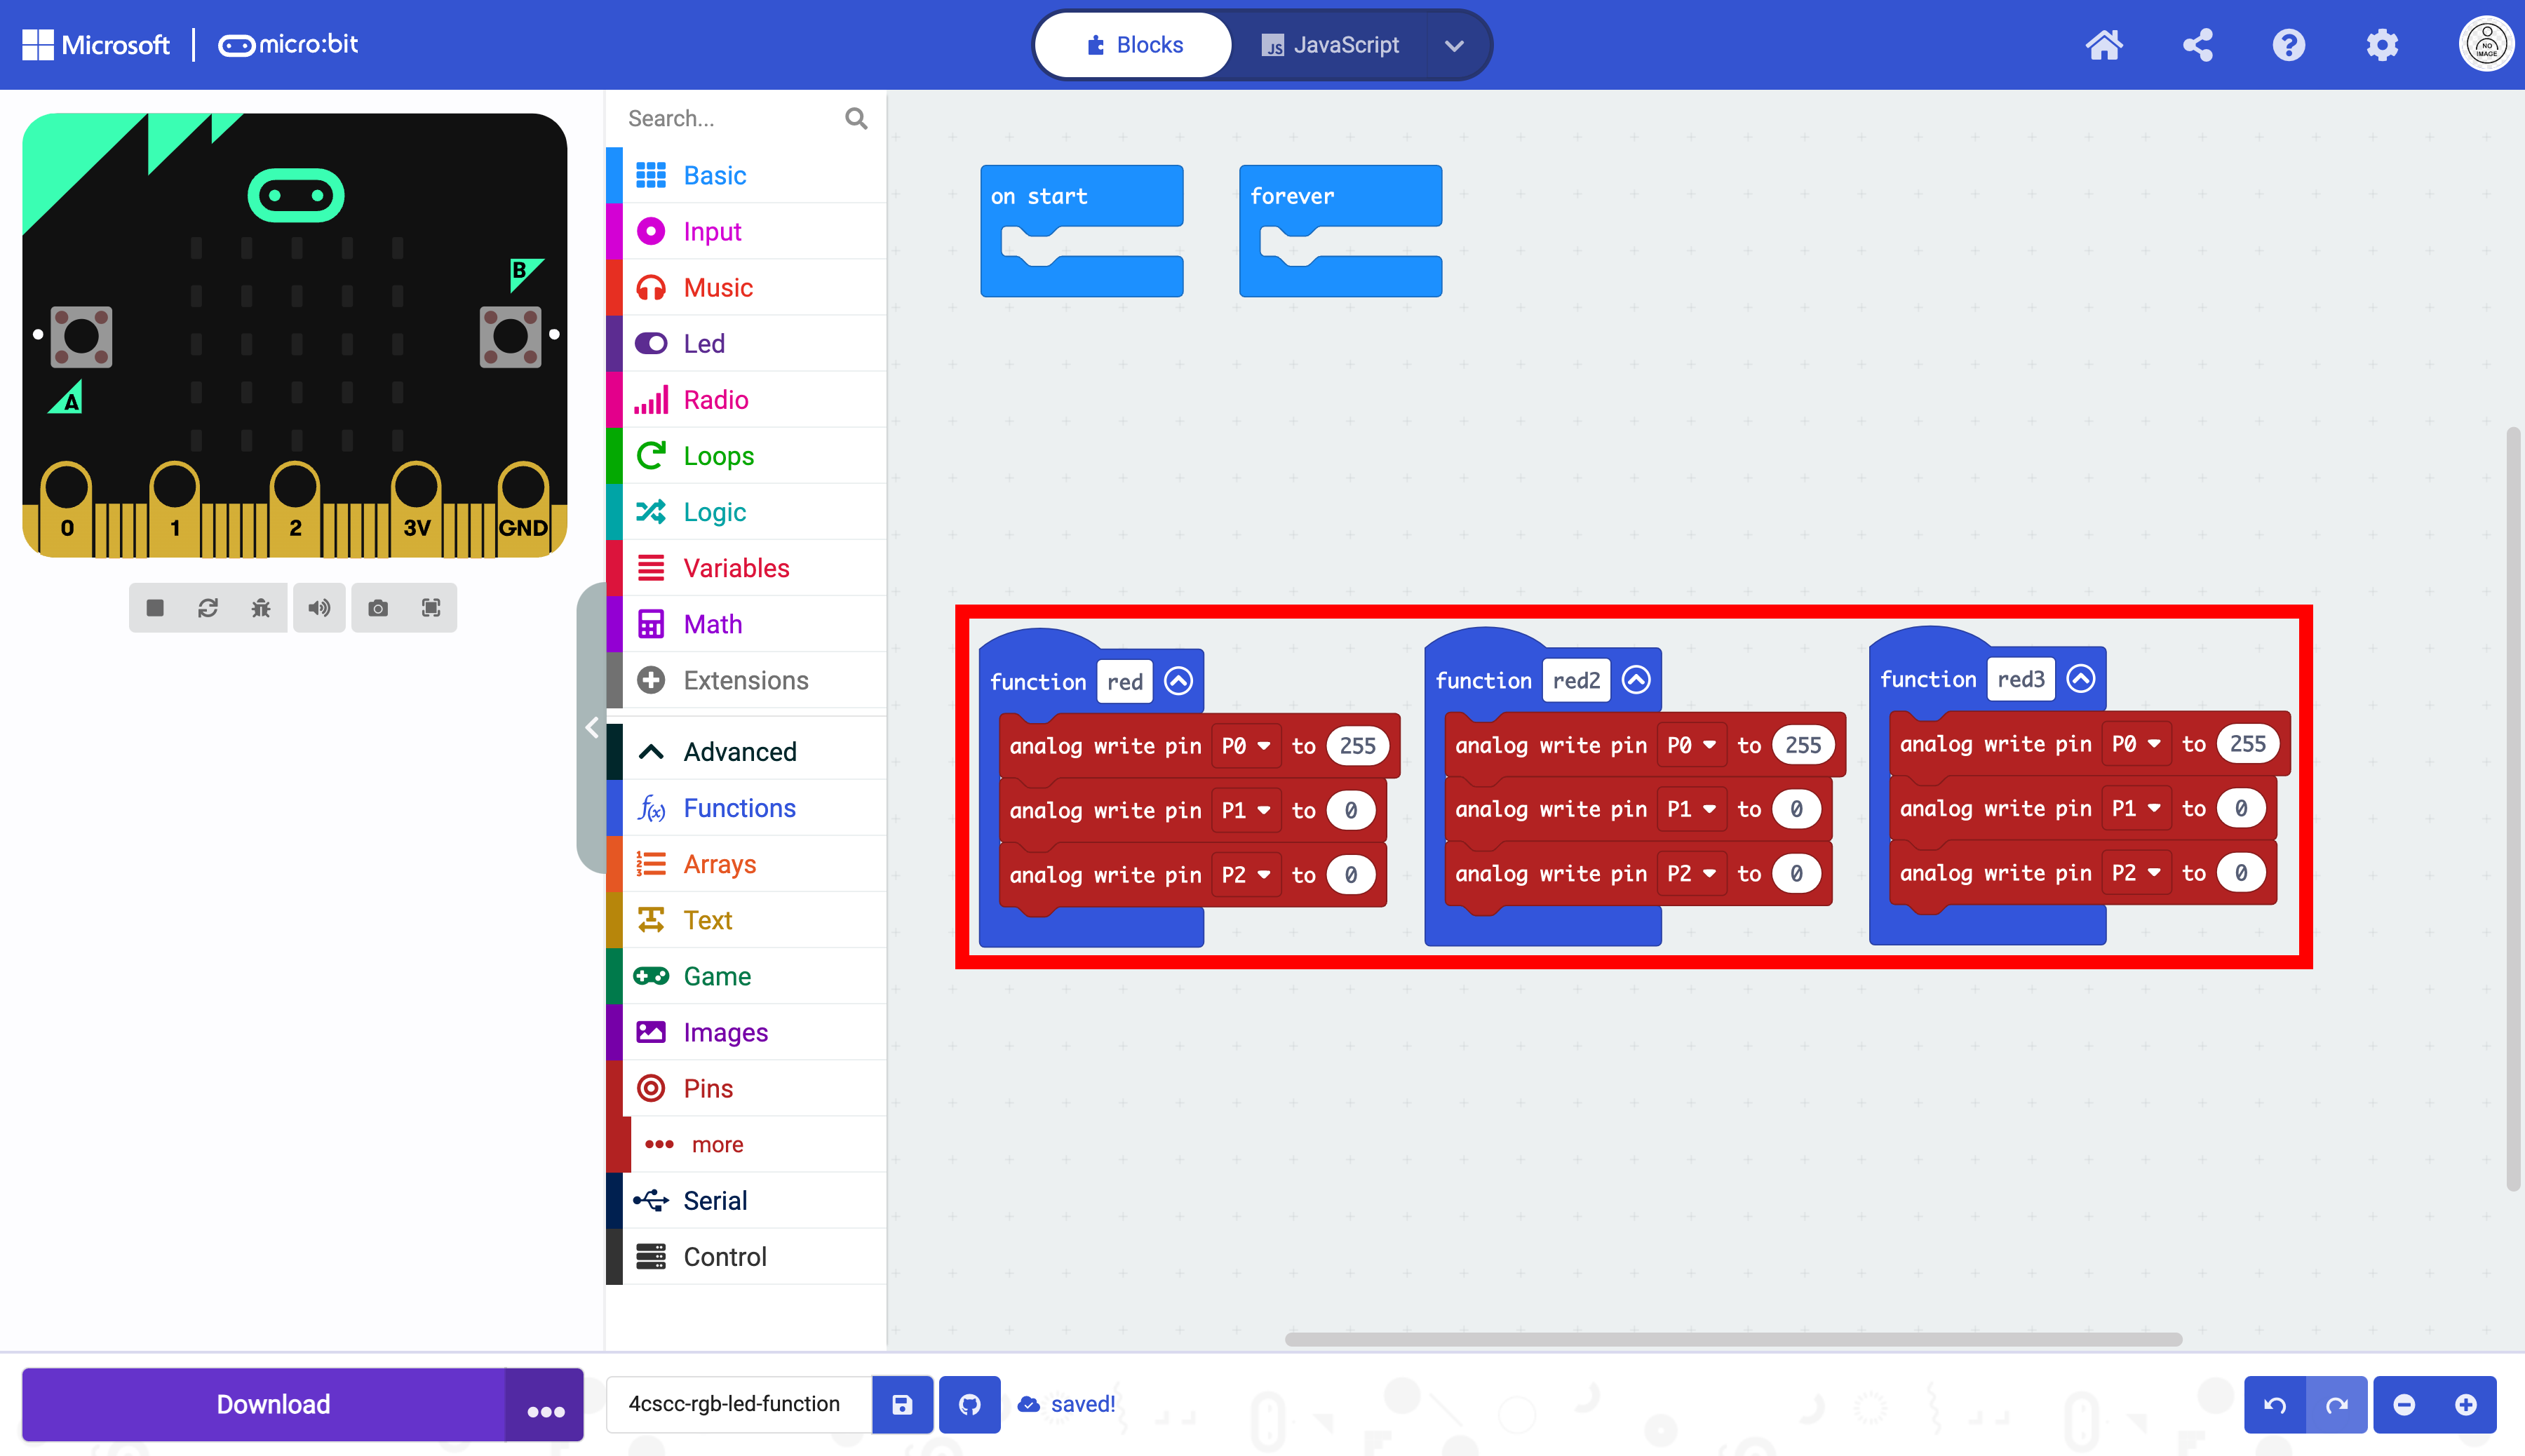 Microsoft micro:bit
Blocks JS JavaScript
NO IMAGE
B
A
0 1 2 3V GND
Search...
Basic
Input
Music
Led
Radio
Loops
Logic
Variables
Math
Extensions
Advanced
f(x) Functions
Arrays
Text
Game
Images
Pins
more
Serial
Control
on start
forever
function red
analog write pin P0 to 255
analog write pin P1 to 0
analog write pin P2 to 0
function red2
analog write pin P0 to 255
analog write pin P1 to 0
analog write pin P2 to 0
function red3
analog write pin P0 to 255
analog write pin P1 to 0
analog write pin P2 to 0
Download
4cscc-rgb-led-function
saved!